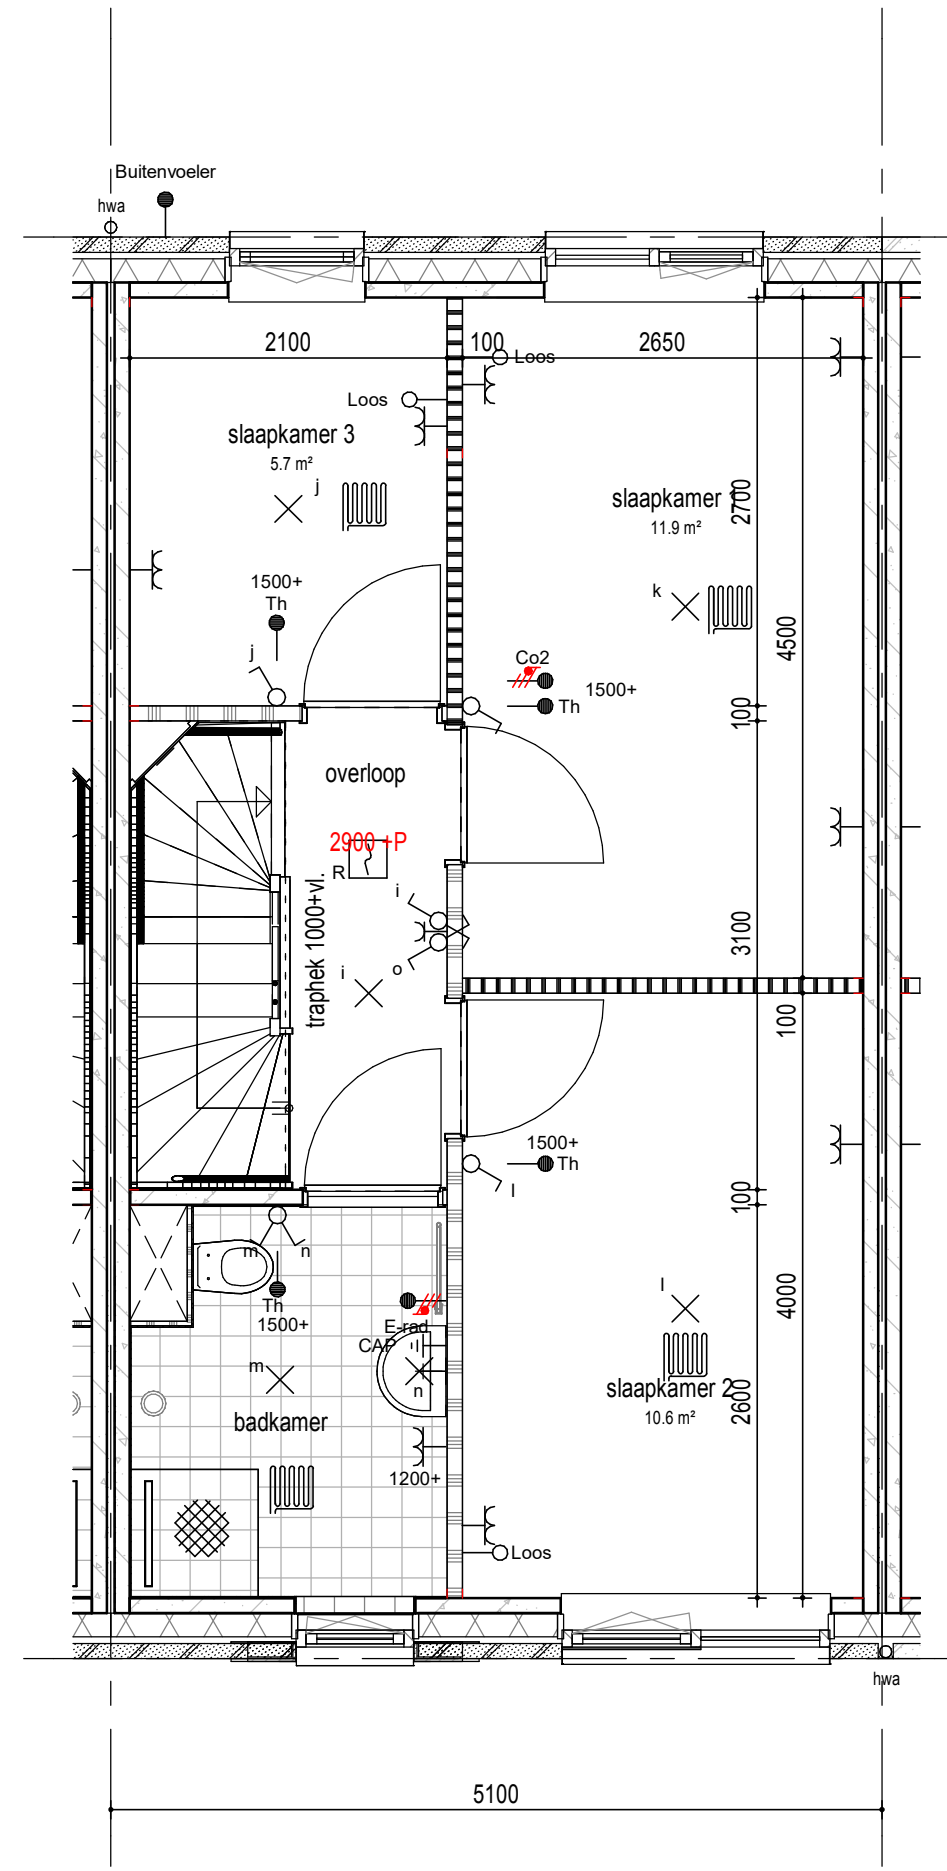 Buitenvoeler
hwa
2100
100
2650
Loos
Loos
slaapkamer 3
5.7 m²
j
slaapkamer 1
11.9 m²
2700
k
1500+
Th
j
4500
Co2
1500+
Th
100
overloop
2900 +P
R
traphek 1000+vl.
i
o
i
3100
100
1500+
Th
l
100
m
n
Th
1500+
E-rad
CAP
m
n
badkamer
1200+
l
4000
slaapkamer 2
10.6 m²
2600
Loos
hwa
5100